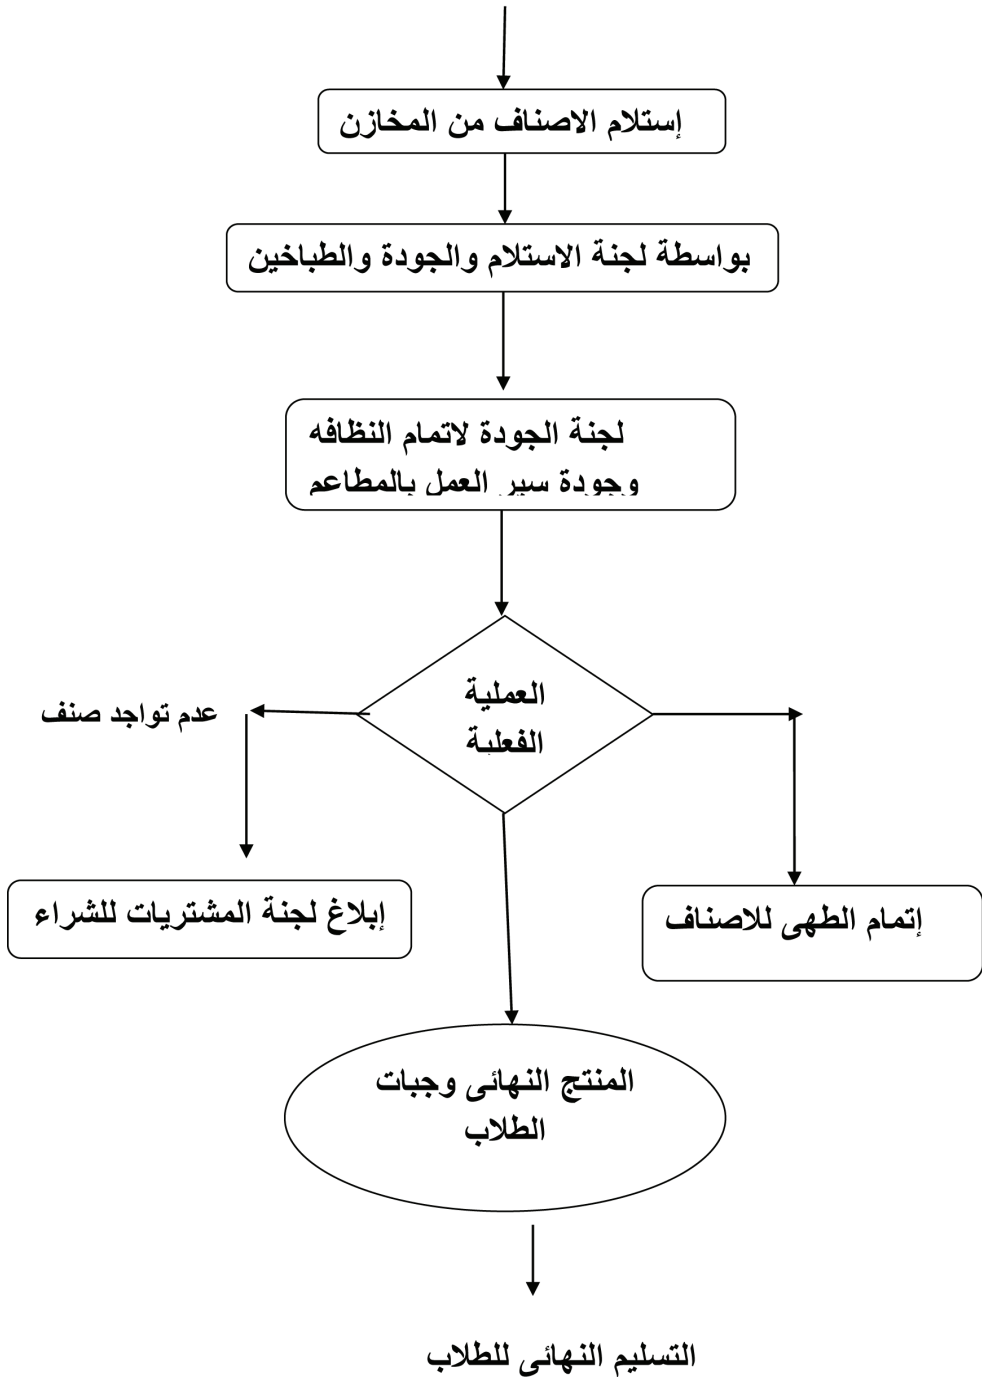 إستلام الاصناف من المخازن
بواسطة لجنة الاستلام والجودة والطباخين
لجنة الجودة لاتمام النظافه
وجودة سير العمل بالمطاعم
العملية
الفعلية
عدم تواجد صنف
إبلاغ لجنة المشتريات للشراء
إتمام الطهى للاصناف
المنتج النهائى وجبات
الطلاب
التسليم النهائى للطلاب